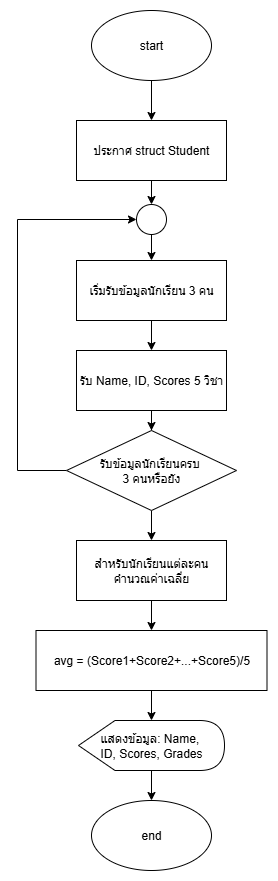 start
ประกาศ struct Student
เริ่มรับข้อมูลนักเรียน 3 คน
รับ Name, ID, Scores 5 วิชา
รับข้อมูลนักเรียนครบ
3 คนหรือยัง
สำหรับนักเรียนแต่ละคน
คำนวณค่าเฉลี่ย
avg = (Score1+Score2+...+Score5)/5
แสดงข้อมูล: Name,
ID, Scores, Grades
end